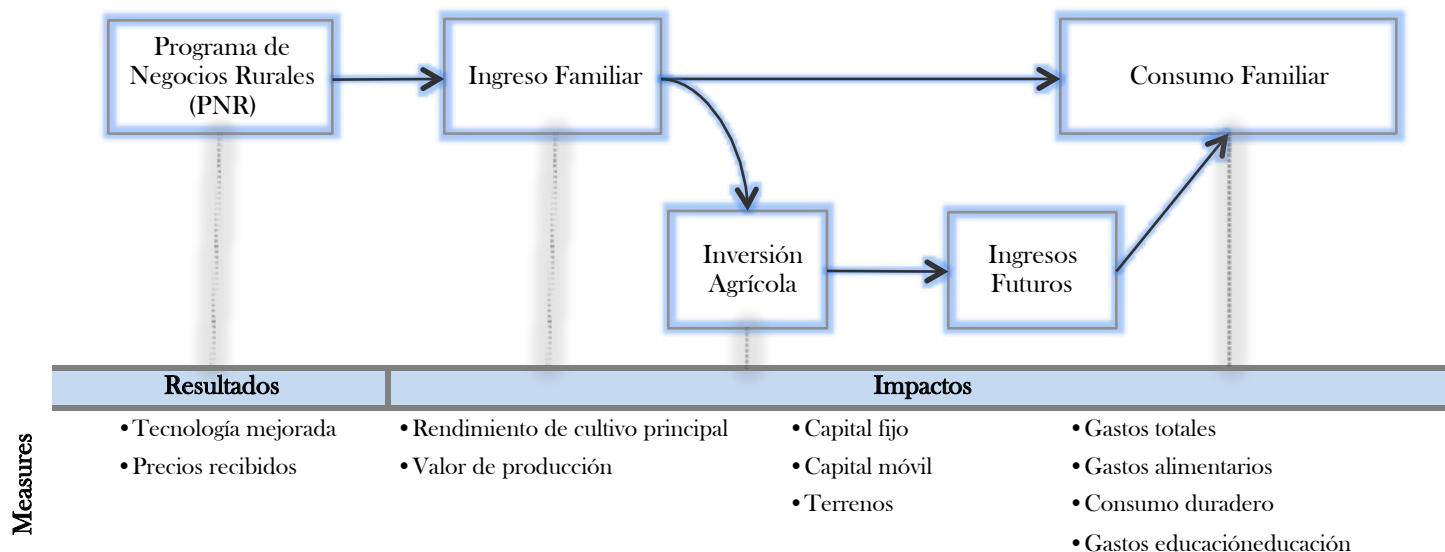 Programa de
Negocios Rurales
(PNR)
Ingreso Familiar
Consumo Familiar
Inversión
Agrícola
Ingresos
Futuros
Resultados
Impactos
Measures
• Tecnología mejorada
• Precios recibidos
• Rendimiento de cultivo principal
• Valor de producción
• Capital fijo
• Capital móvil
• Terrenos
• Gastos totales
• Gastos alimentarios
• Consumo duradero
• Gastos educacióneducación